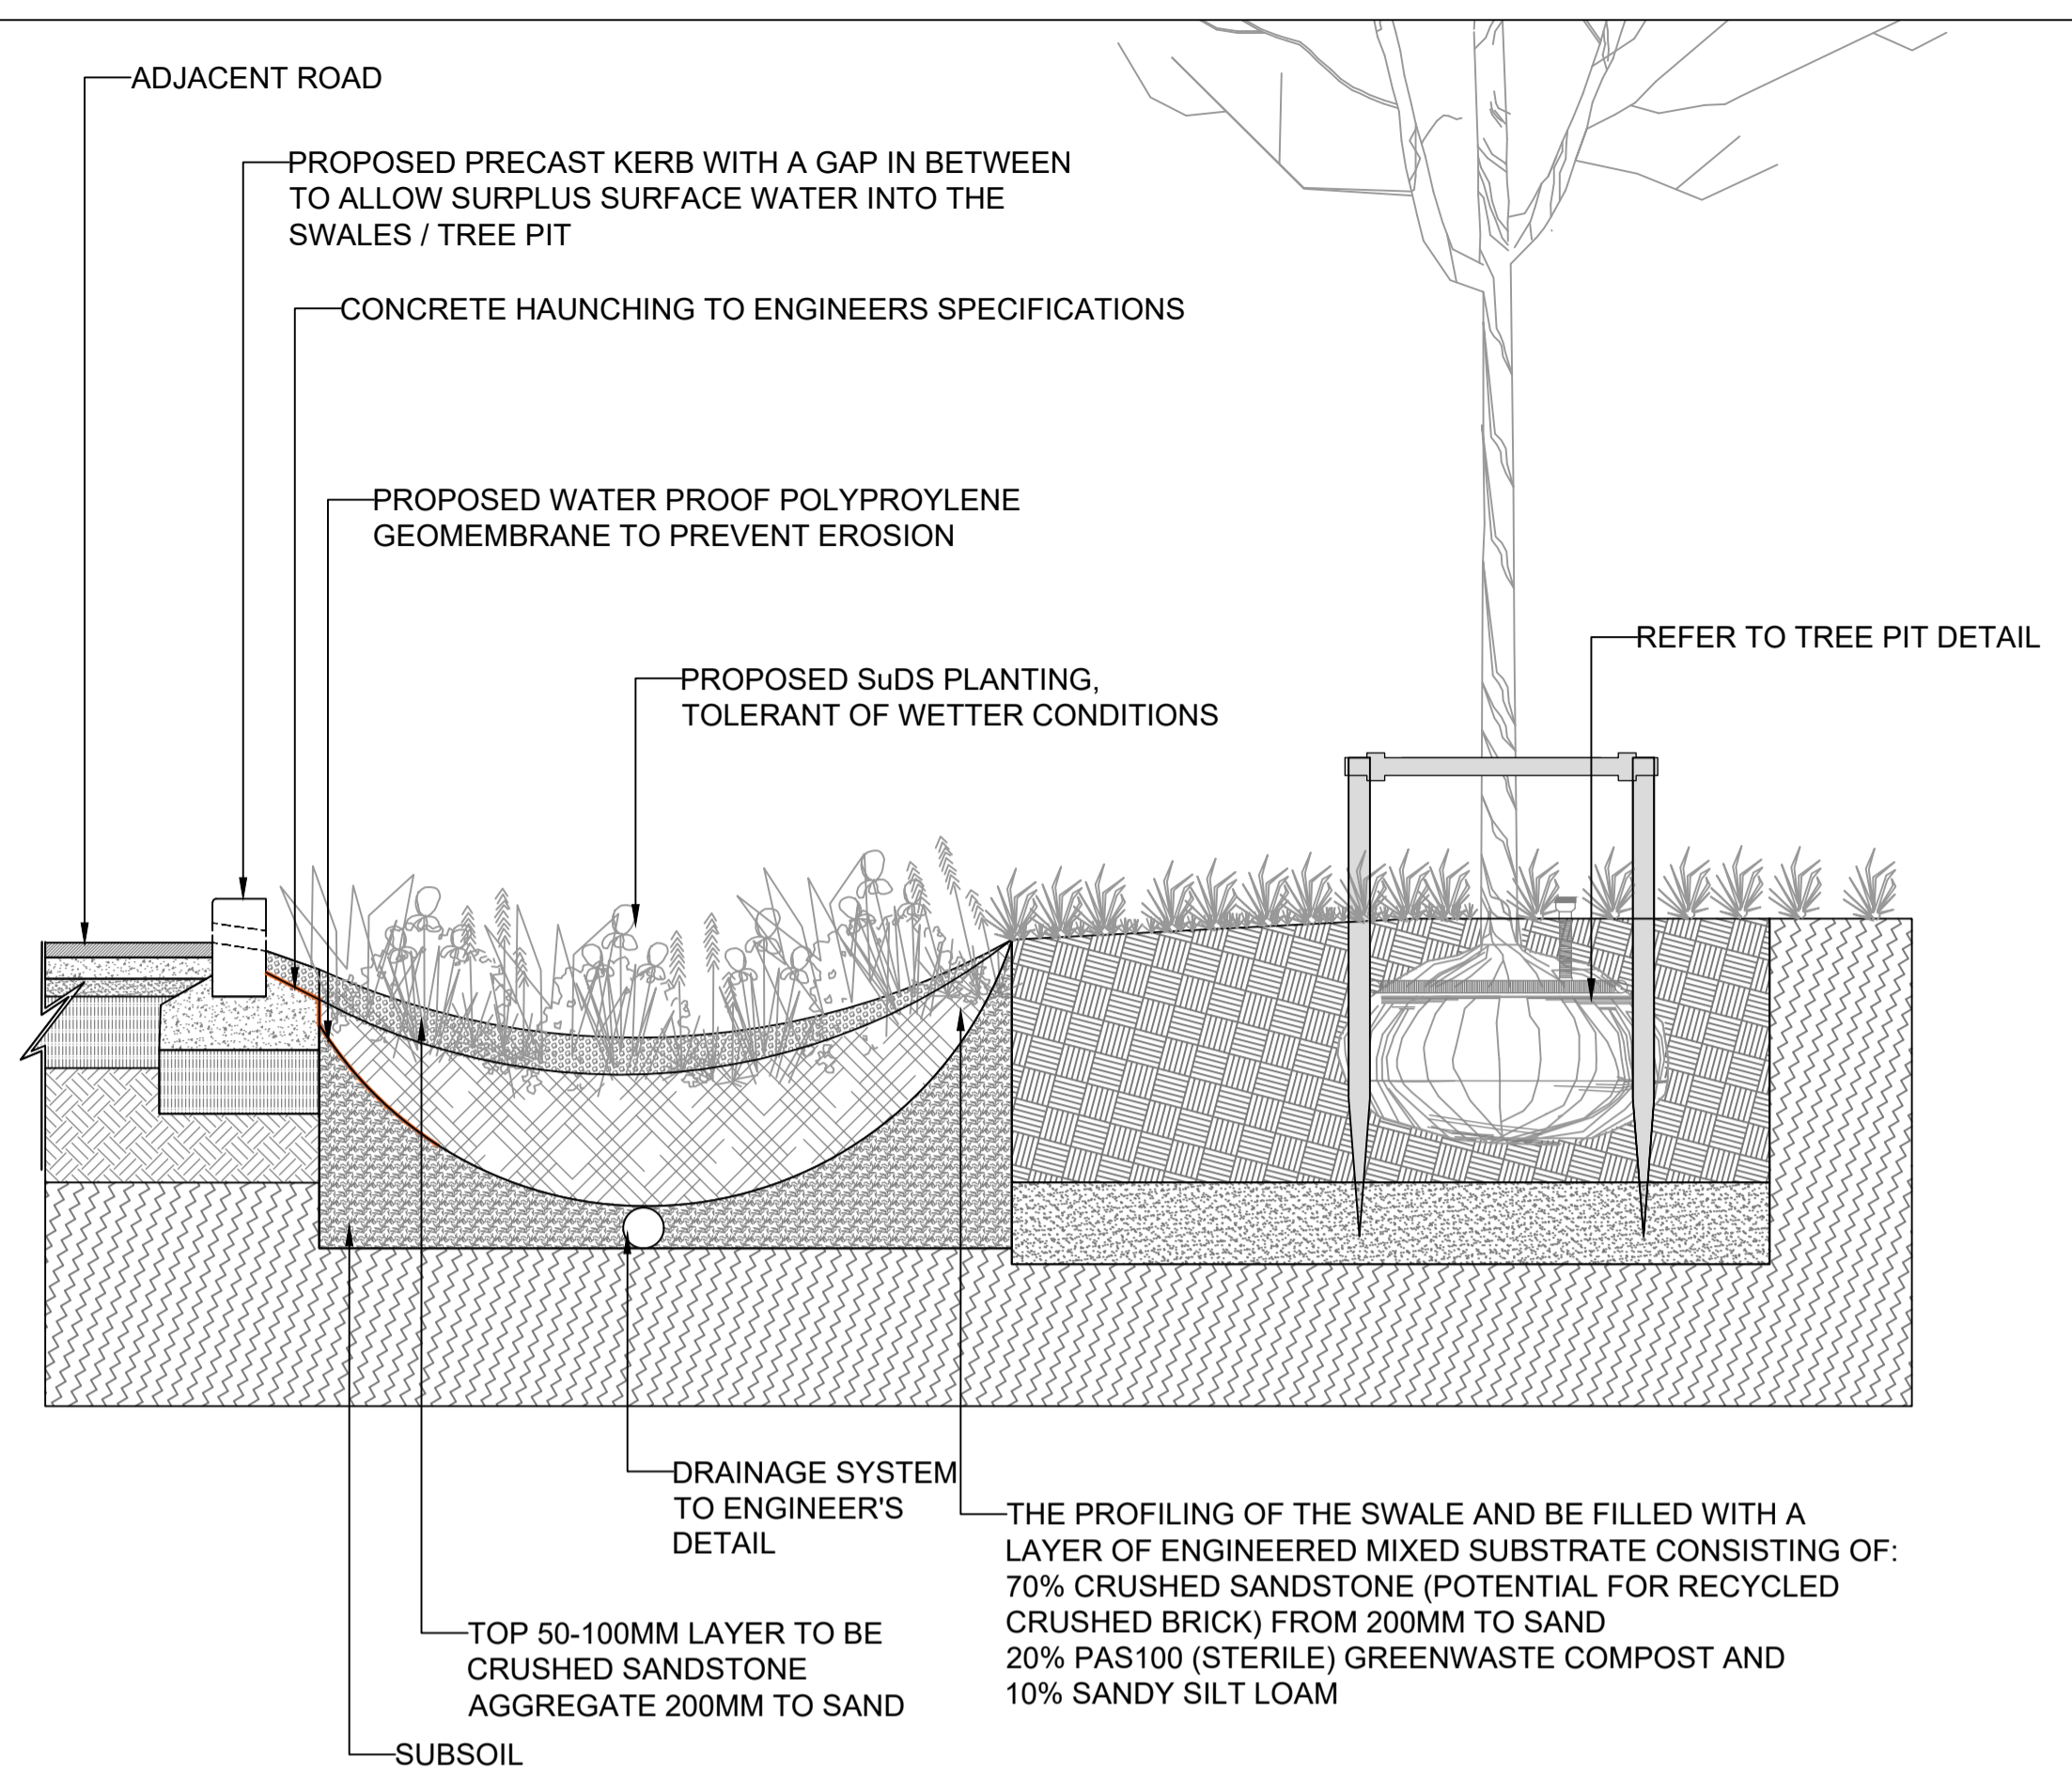 ADJACENT ROAD
PROPOSED PRECAST KERB WITH A GAP IN BETWEEN
TO ALLOW SURPLUS SURFACE WATER INTO THE
SWALES / TREE PIT
CONCRETE HAUNCHING TO ENGINEERS SPECIFICATIONS
PROPOSED WATER PROOF POLYPROYLENE
GEOMEMBRANE TO PREVENT EROSION
REFER TO TREE PIT DETAIL
PROPOSED SuDS PLANTING,
TOLERANT OF WETTER CONDITIONS
DRAINAGE SYSTEM
TO ENGINEER'S
DETAIL
THE PROFILING OF THE SWALE AND BE FILLED WITH A
LAYER OF ENGINEERED MIXED SUBSTRATE CONSISTING OF:
70% CRUSHED SANDSTONE (POTENTIAL FOR RECYCLED
CRUSHED BRICK) FROM 200MM TO SAND
20% PAS100 (STERILE) GREENWASTE COMPOST AND
10% SANDY SILT LOAM
TOP 50-100MM LAYER TO BE
CRUSHED SANDSTONE
AGGREGATE 200MM TO SAND
SUBSOIL